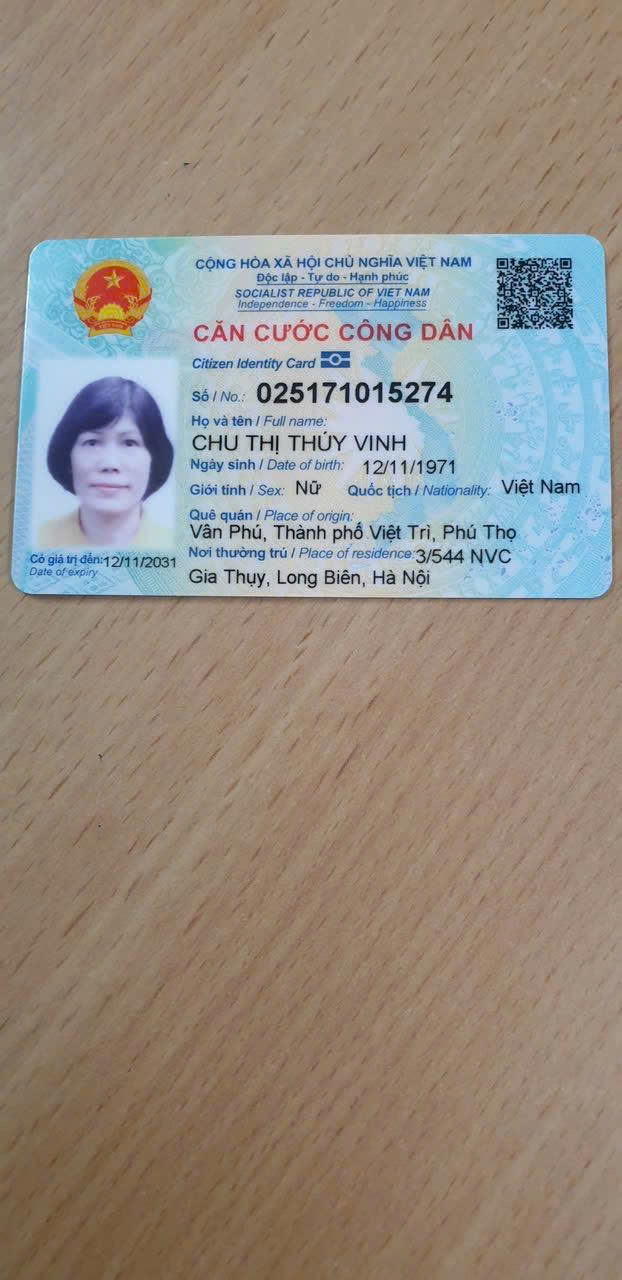 CỘNG HÒA XÃ HỘI CHỦ NGHĨA VIỆT NAM
Độc lập - Tự do - Hạnh phúc
SOCIALIST REPUBLIC OF VIET NAM
Independence - Freedom - Happiness
CĂN CƯỚC CÔNG DÂN
Citizen Identity Card
Số / No.: 025171015274
Họ và tên / Full name:
CHU THỊ THÚY VINH
Ngày sinh / Date of birth: 12/11/1971
Giới tính / Sex: Nữ Quốc tịch / Nationality: Việt Nam
Quê quán / Place of origin:
Vân Phú, Thành phố Việt Trì, Phú Thọ
Nơi thường trú / Place of residence: 3/544 NVC
Gia Thụy, Long Biên, Hà Nội
Có giá trị đến: 12/11/2031
Date of expiry